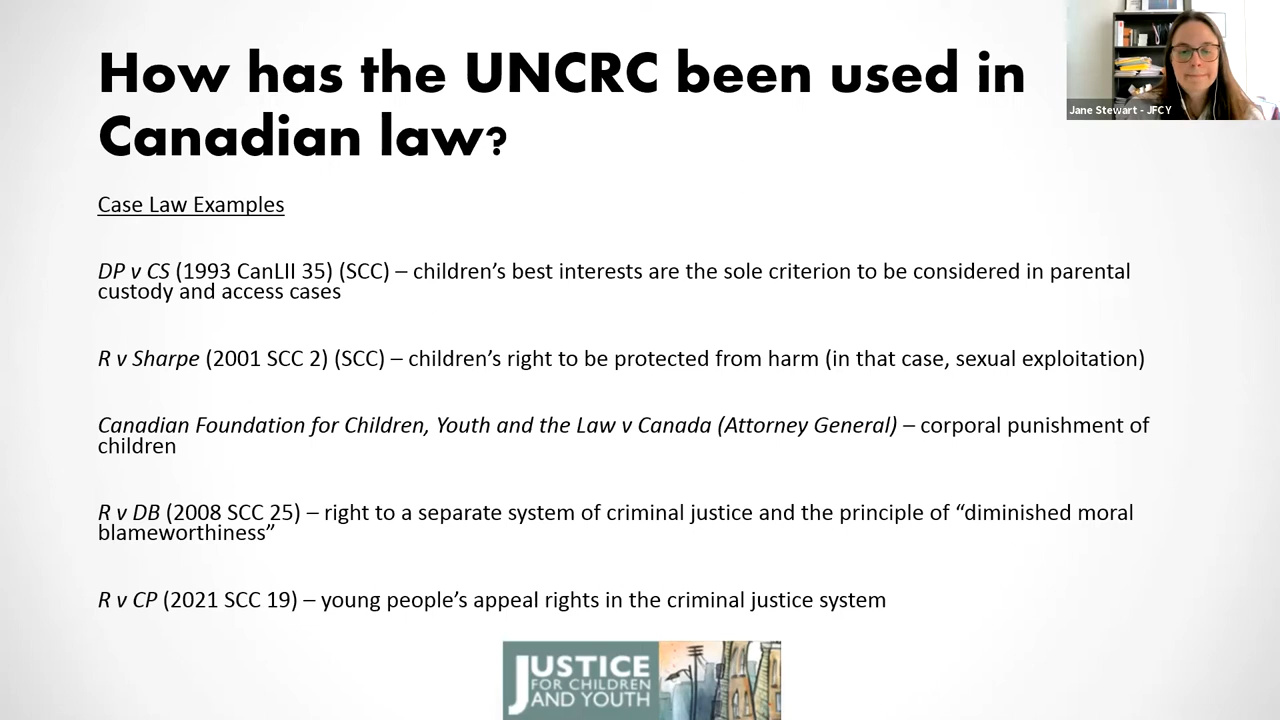 How has the UNCRC been used in
Canadian law?
Jane Stewart - JFCY
Case Law Examples
DP v CS (1993 CanLII 35) (SCC) – children’s best interests are the sole criterion to be considered in parental
custody and access cases
R v Sharpe (2001 SCC 2) (SCC) – children’s right to be protected from harm (in that case, sexual exploitation)
Canadian Foundation for Children, Youth and the Law v Canada (Attorney General) – corporal punishment of
children
R v DB (2008 SCC 25) – right to a separate system of criminal justice and the principle of “diminished moral
blameworthiness”
R v CP (2021 SCC 19) – young people’s appeal rights in the criminal justice system
JUSTICE
FOR CHILDREN
AND YOUTH